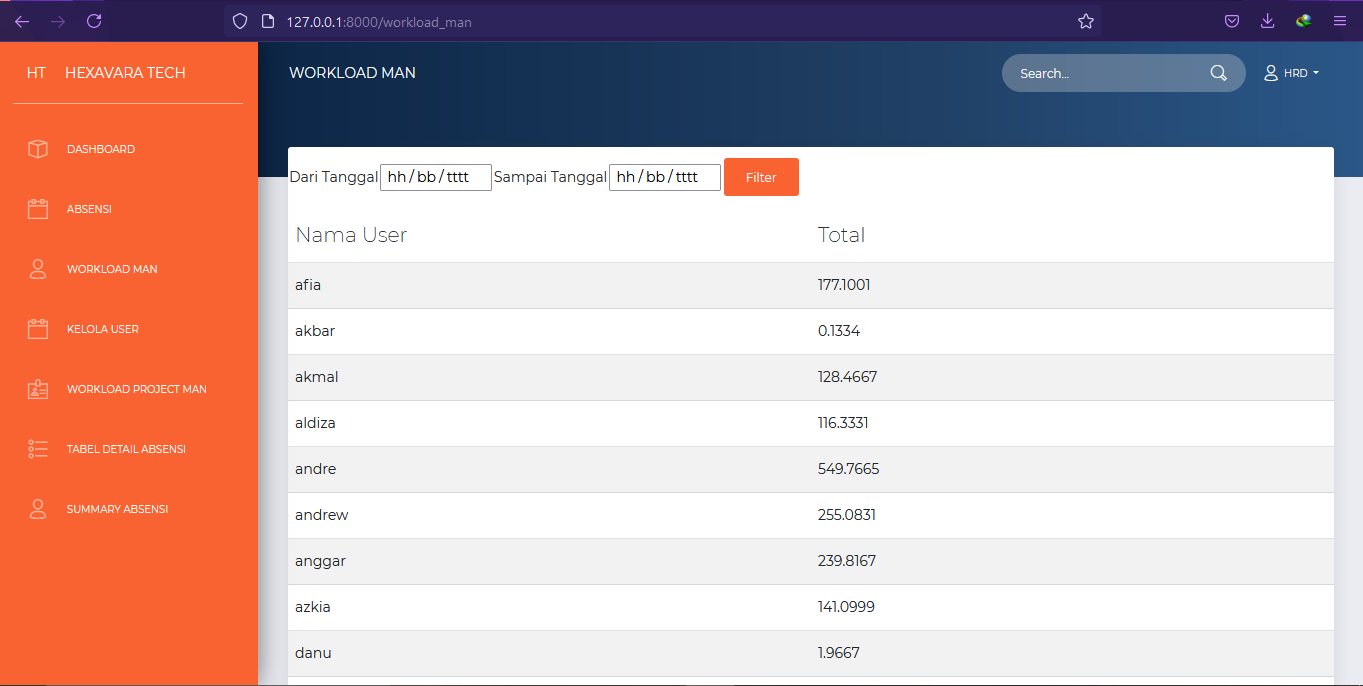 127.0.0.1:8000/workload_man
HT HEXAVARA TECH
WORKLOAD MAN
Search...
HRD
DASHBOARD
ABSENSI
WORKLOAD MAN
KELOLA USER
WORKLOAD PROJECT MAN
TABEL DETAIL ABSENSI
SUMMARY ABSENSI
Dari Tanggal hh/bb/tttt Sampai Tanggal hh/bb/tttt Filter
Nama User Total
afia 177.1001
akbar 0.1334
akmal 128.4667
aldiza 116.3331
andre 549.7665
andrew 255.0831
anggar 239.8167
azkia 141.0999
danu 1.9667